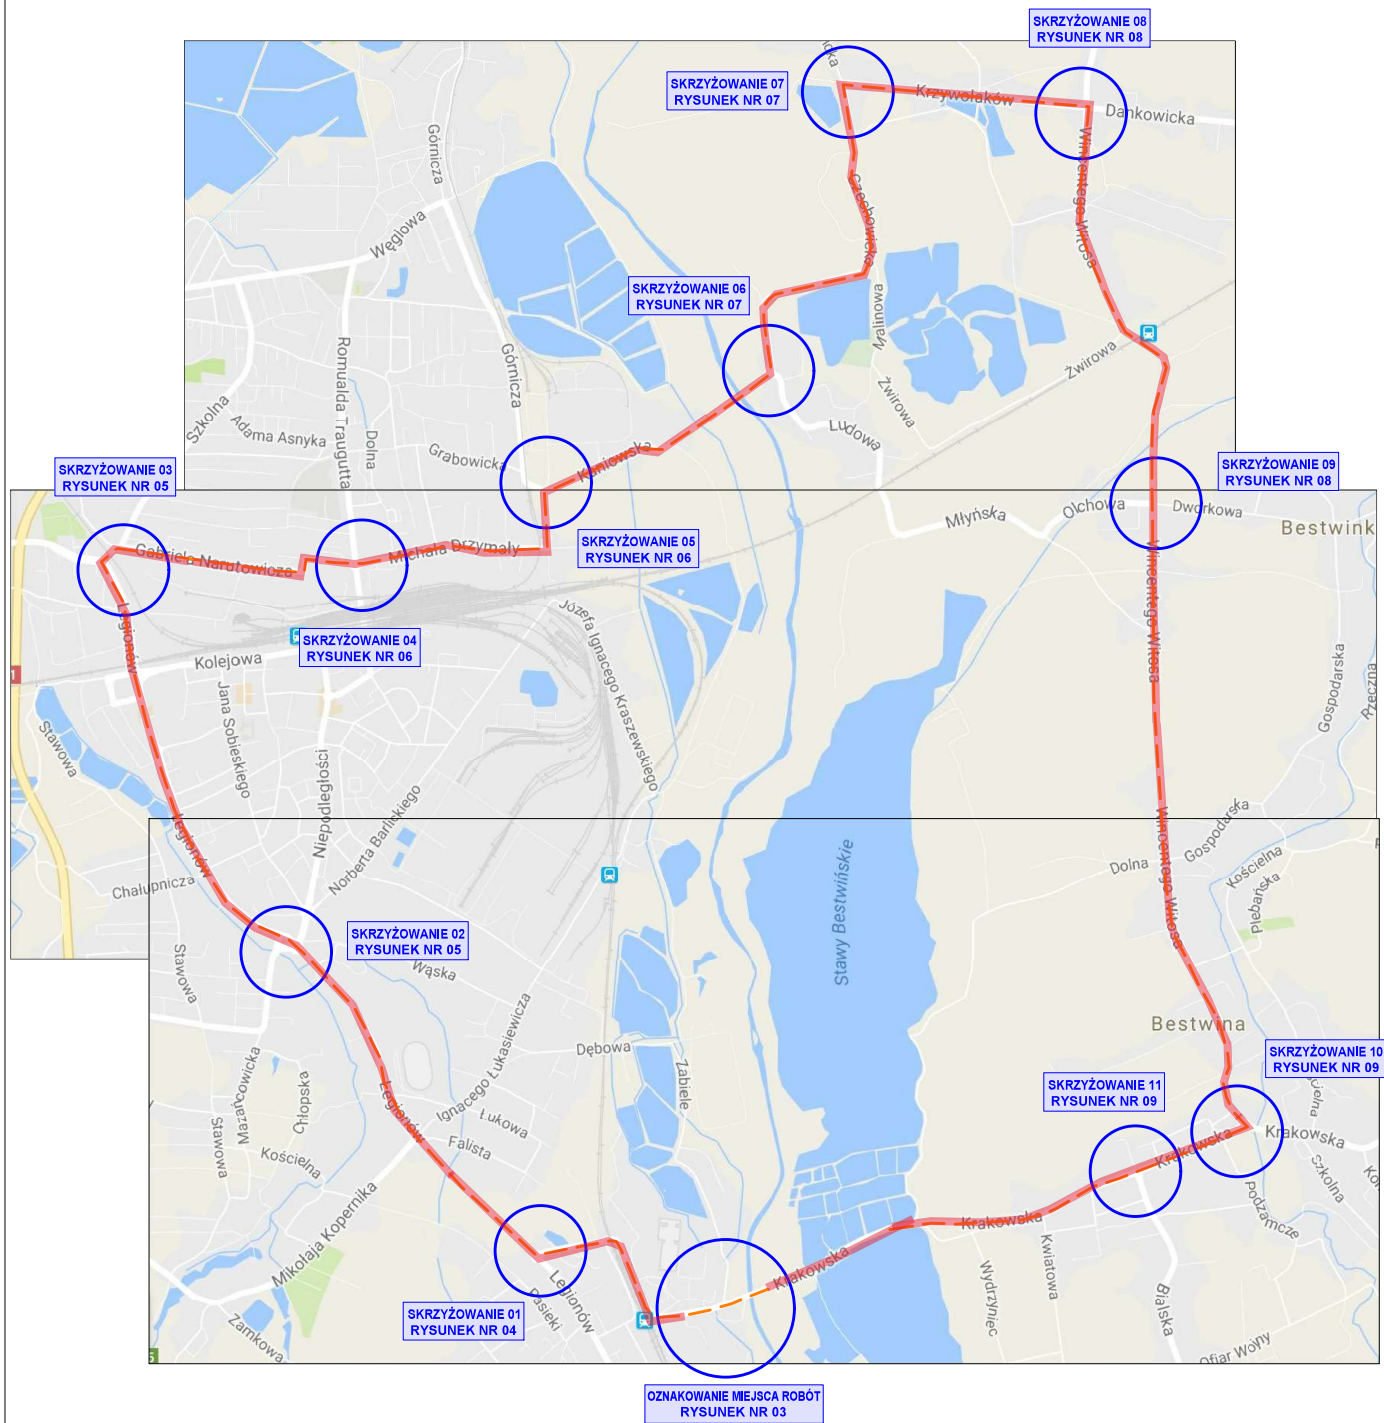 SKRZYŻOWANIE 08
RYSUNEK NR 08
SKRZYŻOWANIE 07
RYSUNEK NR 07
Krzywolaków
Dankowicka
Górnicza
Węglowa
Czechowicka
Wincentego Witosa
SKRZYŻOWANIE 06
RYSUNEK NR 07
Malinowa
Żwirowa
Żwirowa
Górnicza
Romualda Traugutta
Dolna
Szkolna
Adama Asnyka
Grabowicka
Kaniowska
Ludowa
SKRZYŻOWANIE 03
RYSUNEK NR 05
SKRZYŻOWANIE 09
RYSUNEK NR 08
Młyńska
Olchowa
Dworkowa
Bestwink
Gabriela Narutowicza
Michała Drzymały
SKRZYŻOWANIE 05
RYSUNEK NR 06
Legionów
Kolejowa
SKRZYŻOWANIE 04
RYSUNEK NR 06
Józefa Ignacego Kraszewskiego
Wincentego Witosa
Gospodarska
Rzeczna
1
Jana Sobieskiego
Stawowa
Niepodległości
Norberta Barlickiego
Legionów
Chałupnicza
Stawy Bestwińskie
Wincentego Witosa
Dolna
Gospodarska
Kościelna
Plebańska
SKRZYŻOWANIE 02
RYSUNEK NR 05
Wąska
Stawowa
Bestwina
Ignacego Łukasiewicza
Dębowa
Zabiele
SKRZYŻOWANIE 10
RYSUNEK NR 09
SKRZYŻOWANIE 11
RYSUNEK NR 09
Mazańcowicka
Chłopska
Stawowa
Kościelna
Legionów
Łukowa
Falista
Krakowska
Krakowska
cielna
Szkolna
Kor
Podzamcze
Mikołaja Kopernika
Krakowska
Krakowska
Kwiatowa
Wydrzyniec
Bialska
Legionów
Pasieki
SKRZYŻOWANIE 01
RYSUNEK NR 04
Zamkowa
Ofiar Wojny
OZNAKOWANIE MIEJSCA ROBÓT
RYSUNEK NR 03